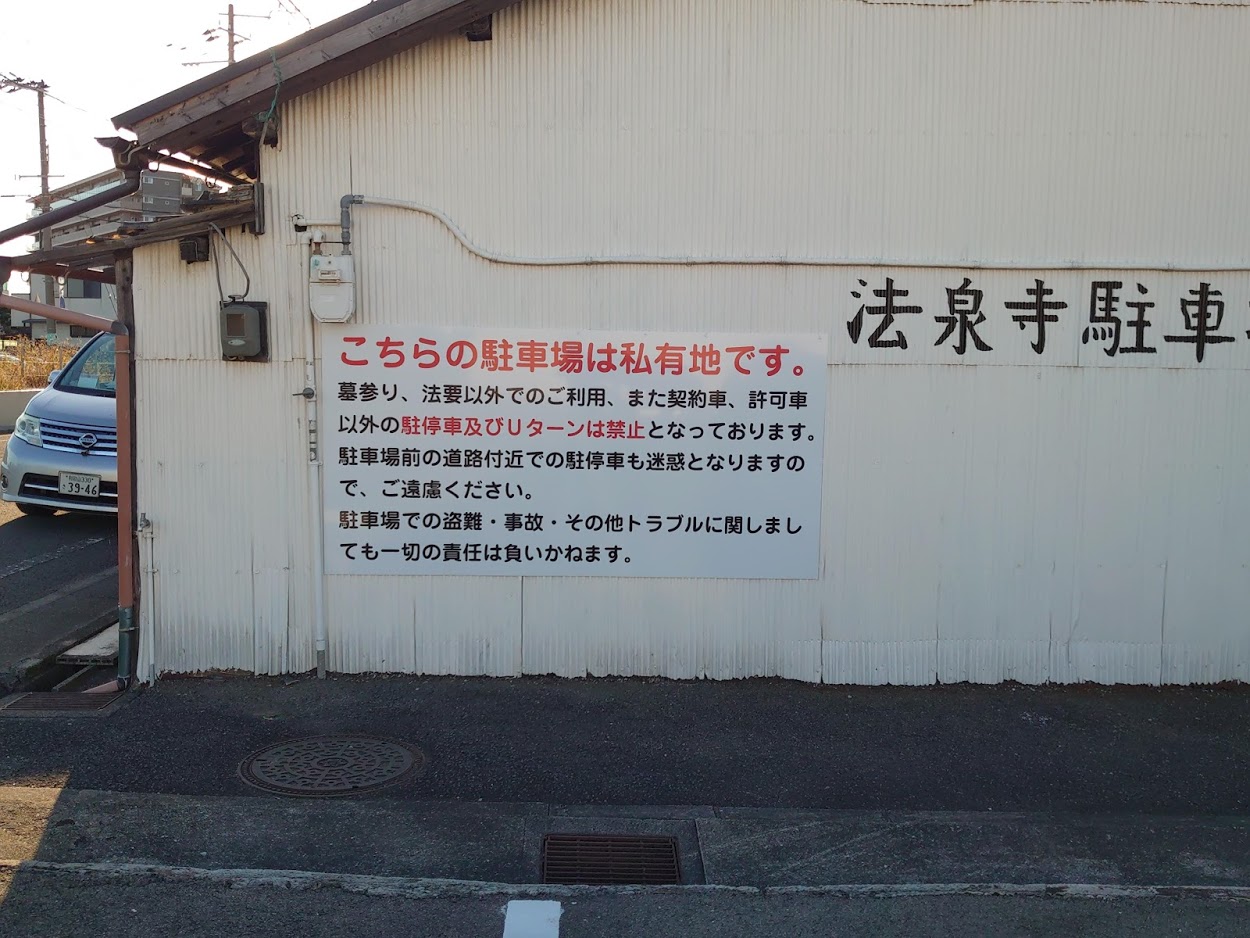 法泉寺駐車
こちらの駐車場は私有地です。
墓参り、法要以外でのご利用、また契約車、許可車
以外の駐停車及びUターンは禁止となっております。
駐車場前の道路付近での駐停車も迷惑となりますの
で、ご遠慮ください。
駐車場での盗難・事故・その他トラブルに関しまし
ても一切の責任は負いかねます。
39-46